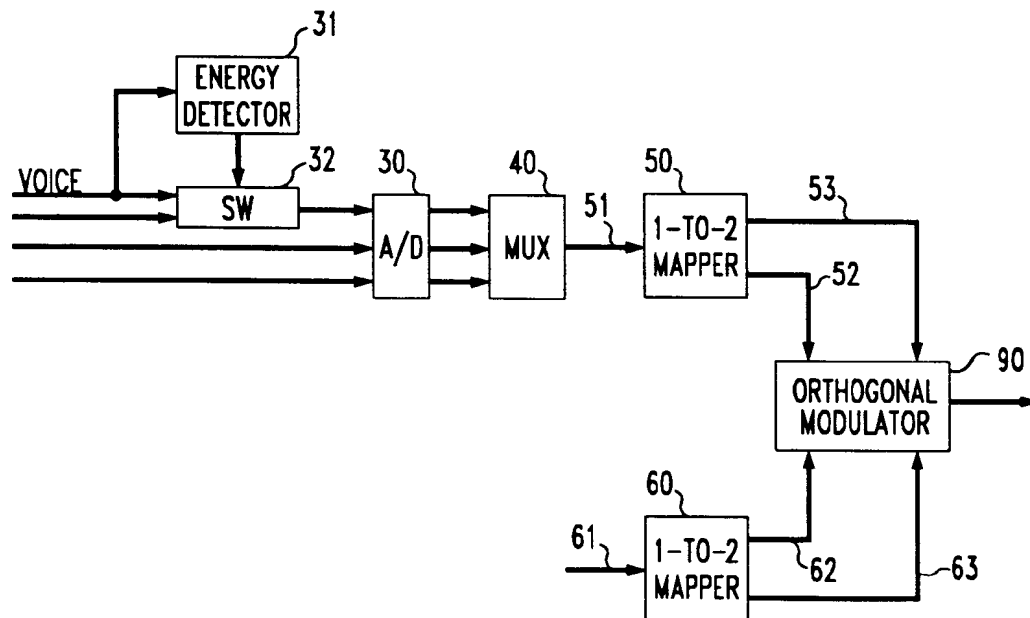 31
ENERGY
DETECTOR
VOICE
32
SW
30
A/D
40
MUX
51
50
1-TO-2
MAPPER
53
52
90
ORTHOGONAL
MODULATOR
60
61
1-TO-2
MAPPER
62
63